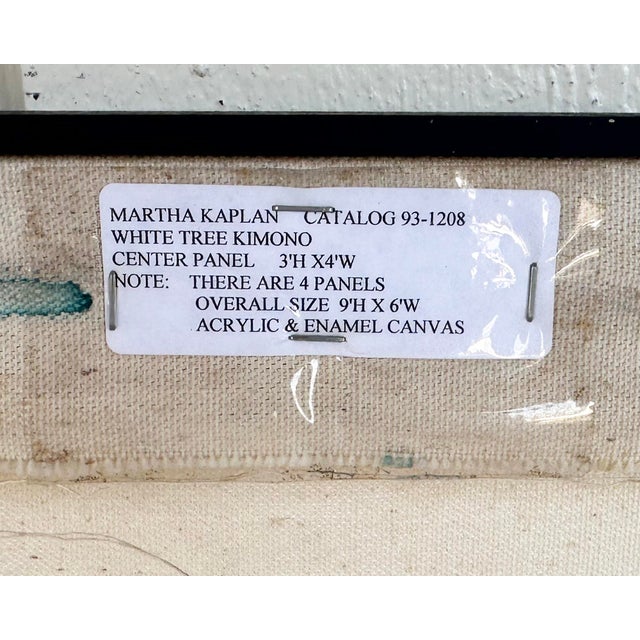 MARTHA KAPLAN CATALOG 93-1208
WHITE TREE KIMONO
CENTER PANEL 3'H X4'W
NOTE: THERE ARE 4 PANELS
OVERALL SIZE 9'H X 6'W
ACRYLIC & ENAMEL CANVAS